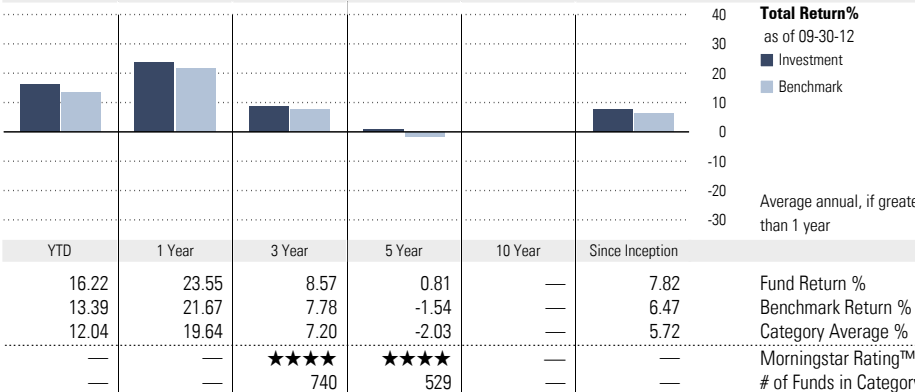 40
30
20
10
0
-10
-20
-30
Total Return%
as of 09-30-12
Investment
Benchmark
Average annual, if greate
than 1 year
YTD 1 Year 3 Year 5 Year 10 Year Since Inception
16.22 23.55 8.57 0.81 — 7.82 Fund Return %
13.39 21.67 7.78 -1.54 — 6.47 Benchmark Return %
12.04 19.64 7.20 -2.03 — 5.72 Category Average %
— — ★★★★ ★★★★ — — Morningstar Rating™
— — 740 529 — — # of Funds in Category